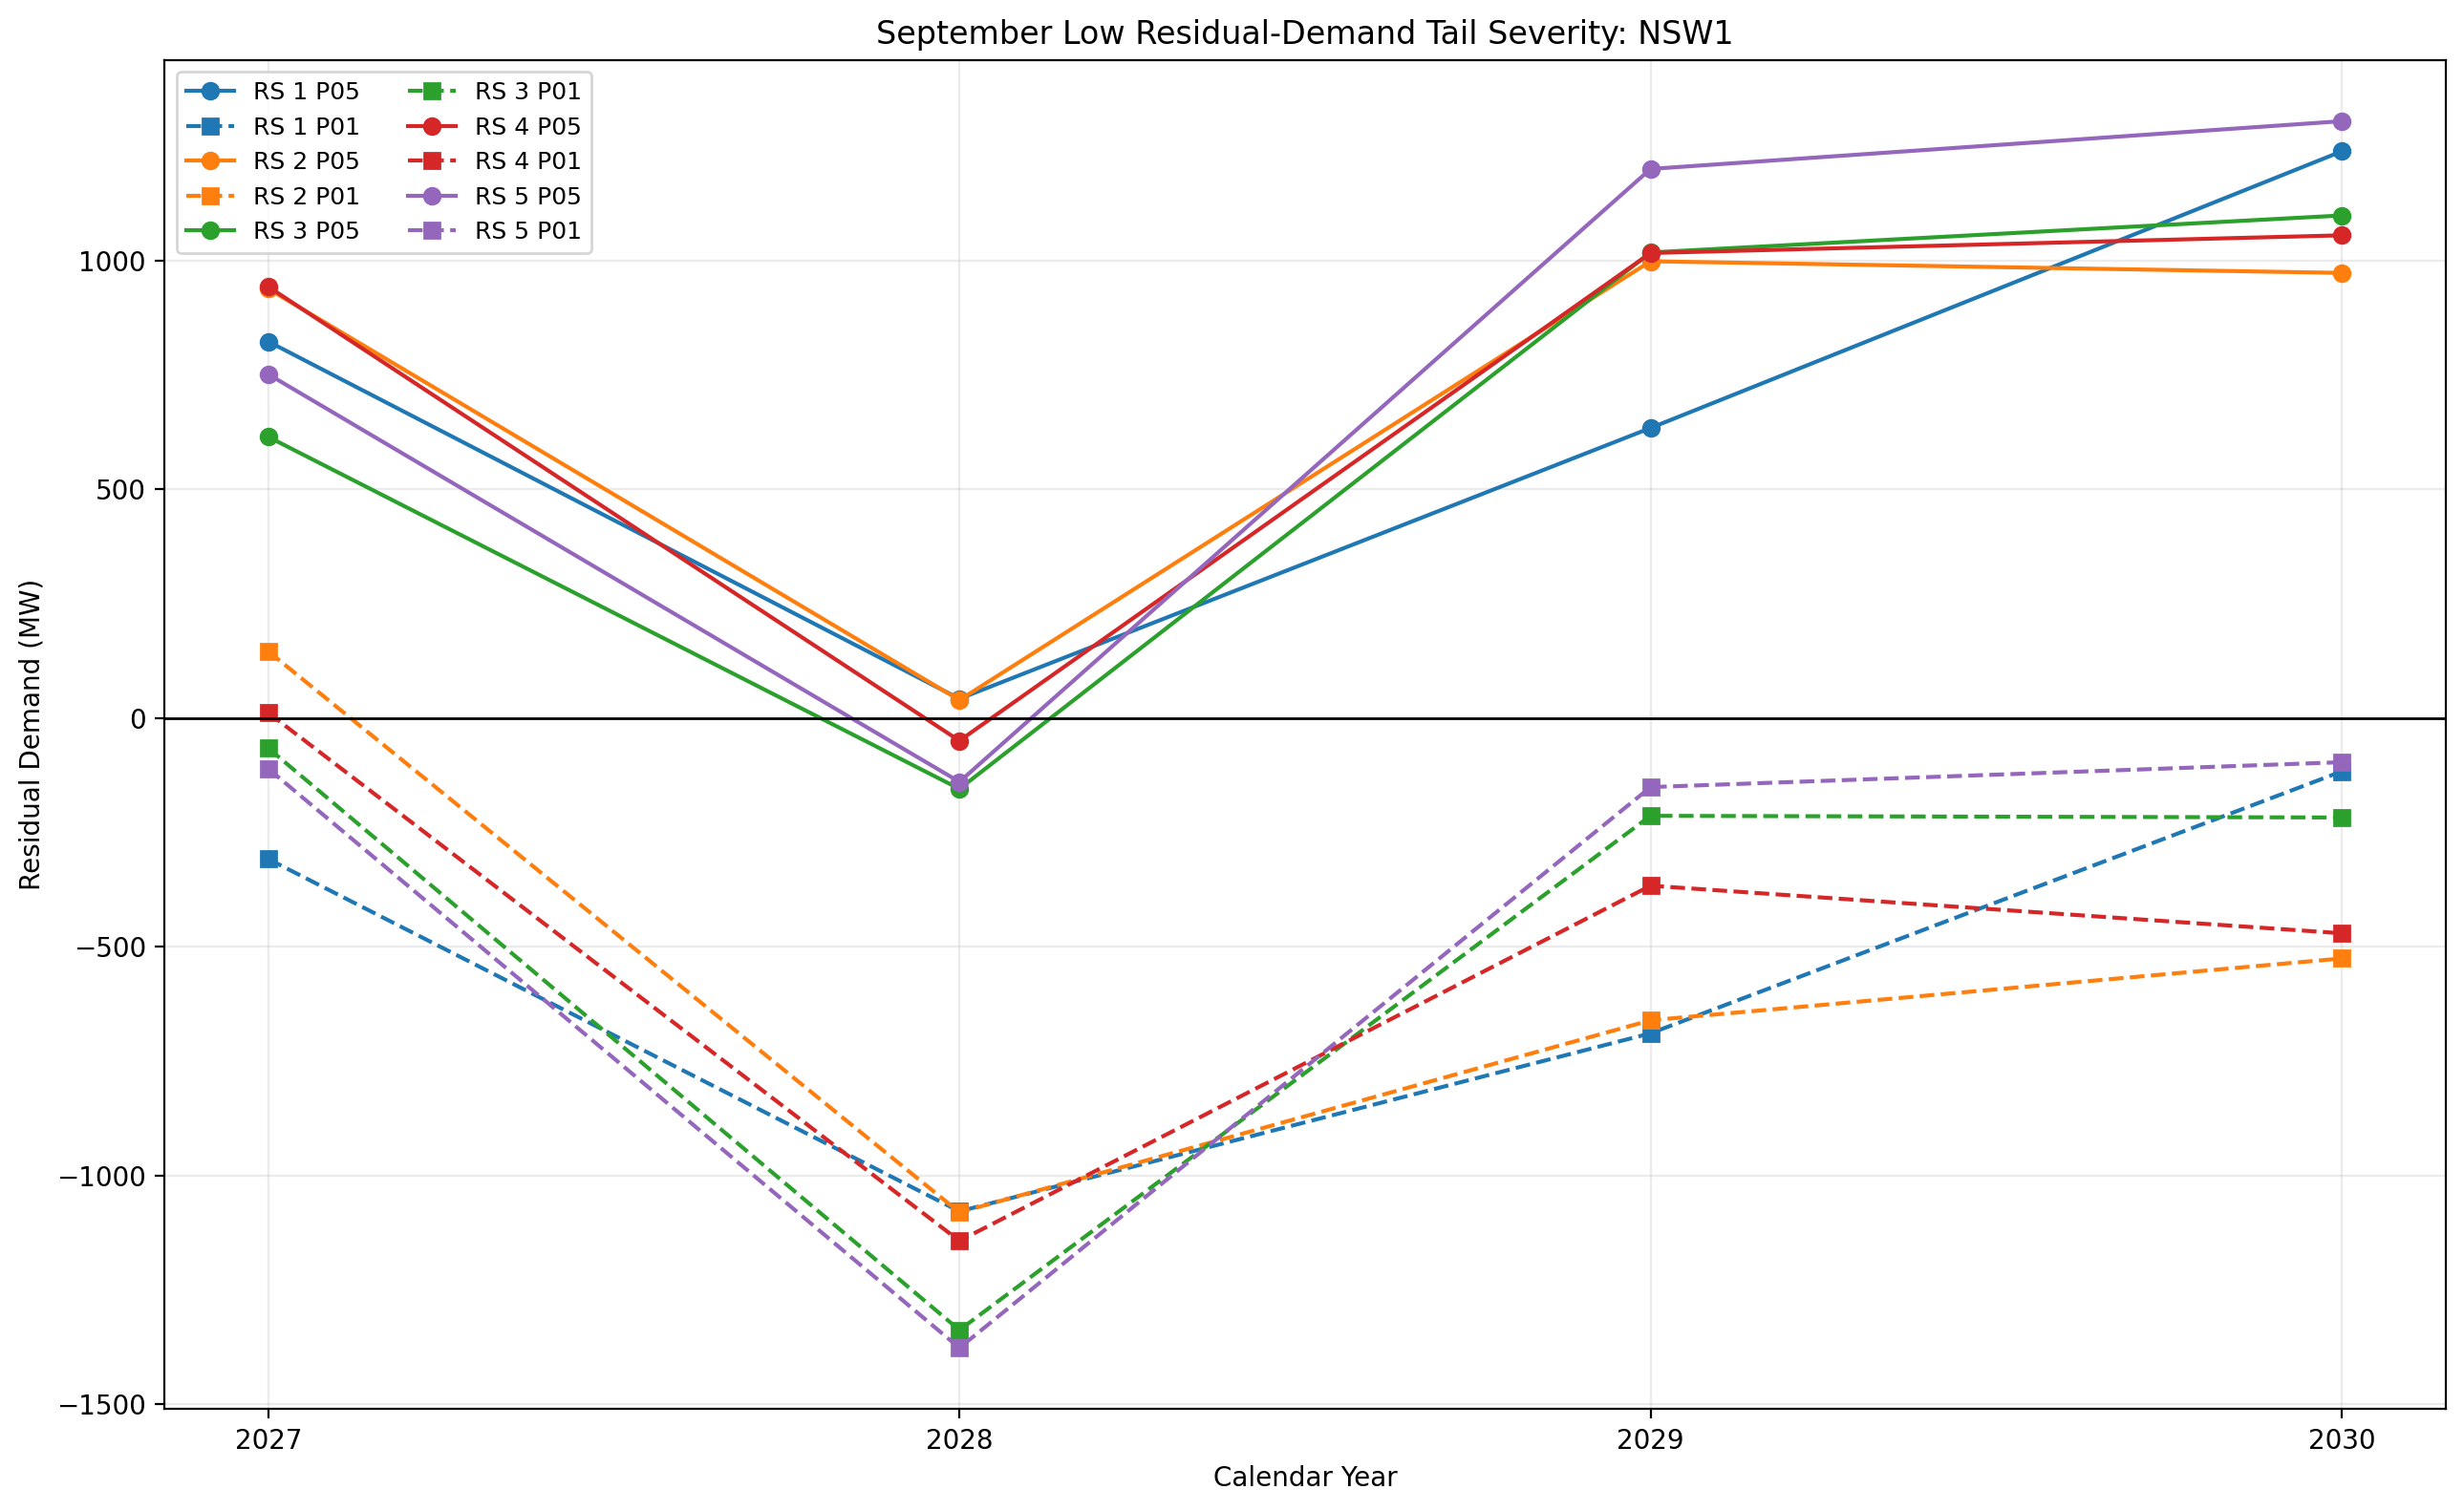 September Low Residual-Demand Tail Severity: NSW1
RS 1 P05
RS 1 P01
RS 2 P05
RS 2 P01
RS 3 P05
RS 3 P01
RS 4 P05
RS 4 P01
RS 5 P05
RS 5 P01
Residual Demand (MW)
1000
500
0
−500
−1000
−1500
2027 2028 2029 2030
Calendar Year